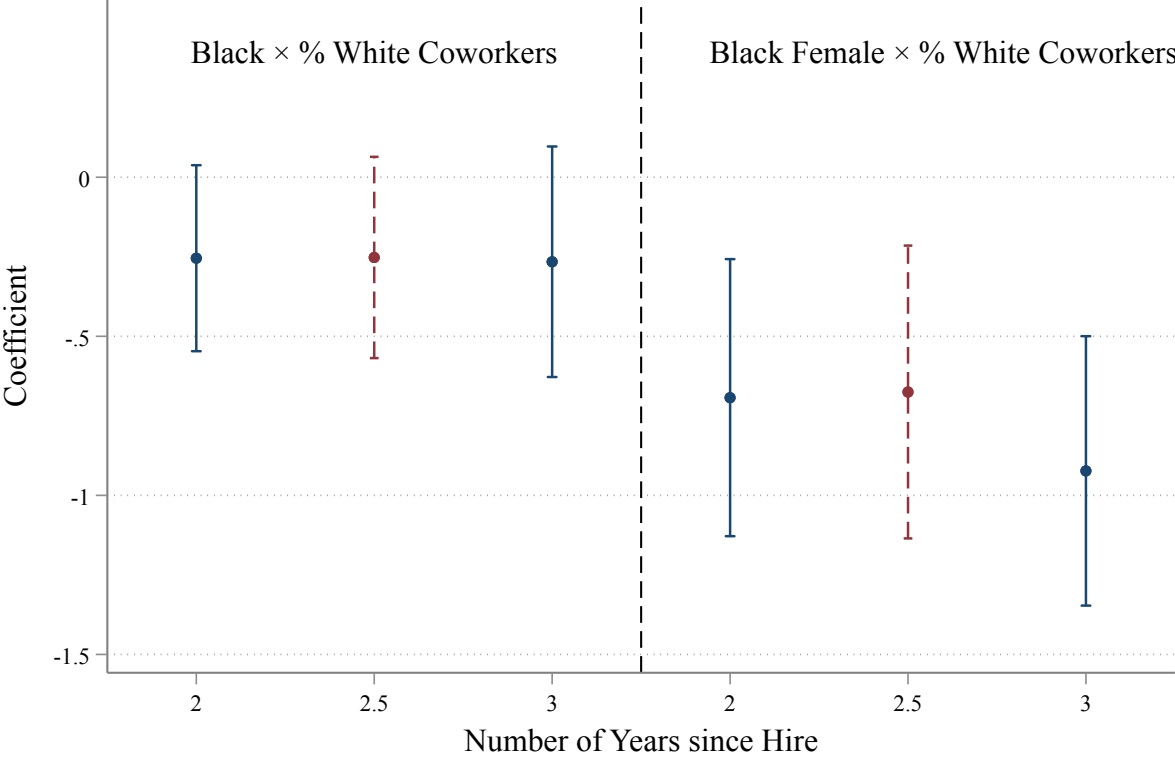 Black × % White Coworkers
Black Female × % White Coworkers
Coefficient
0
-.5
-1
-1.5
2
2.5
3
2
2.5
3
Number of Years since Hire